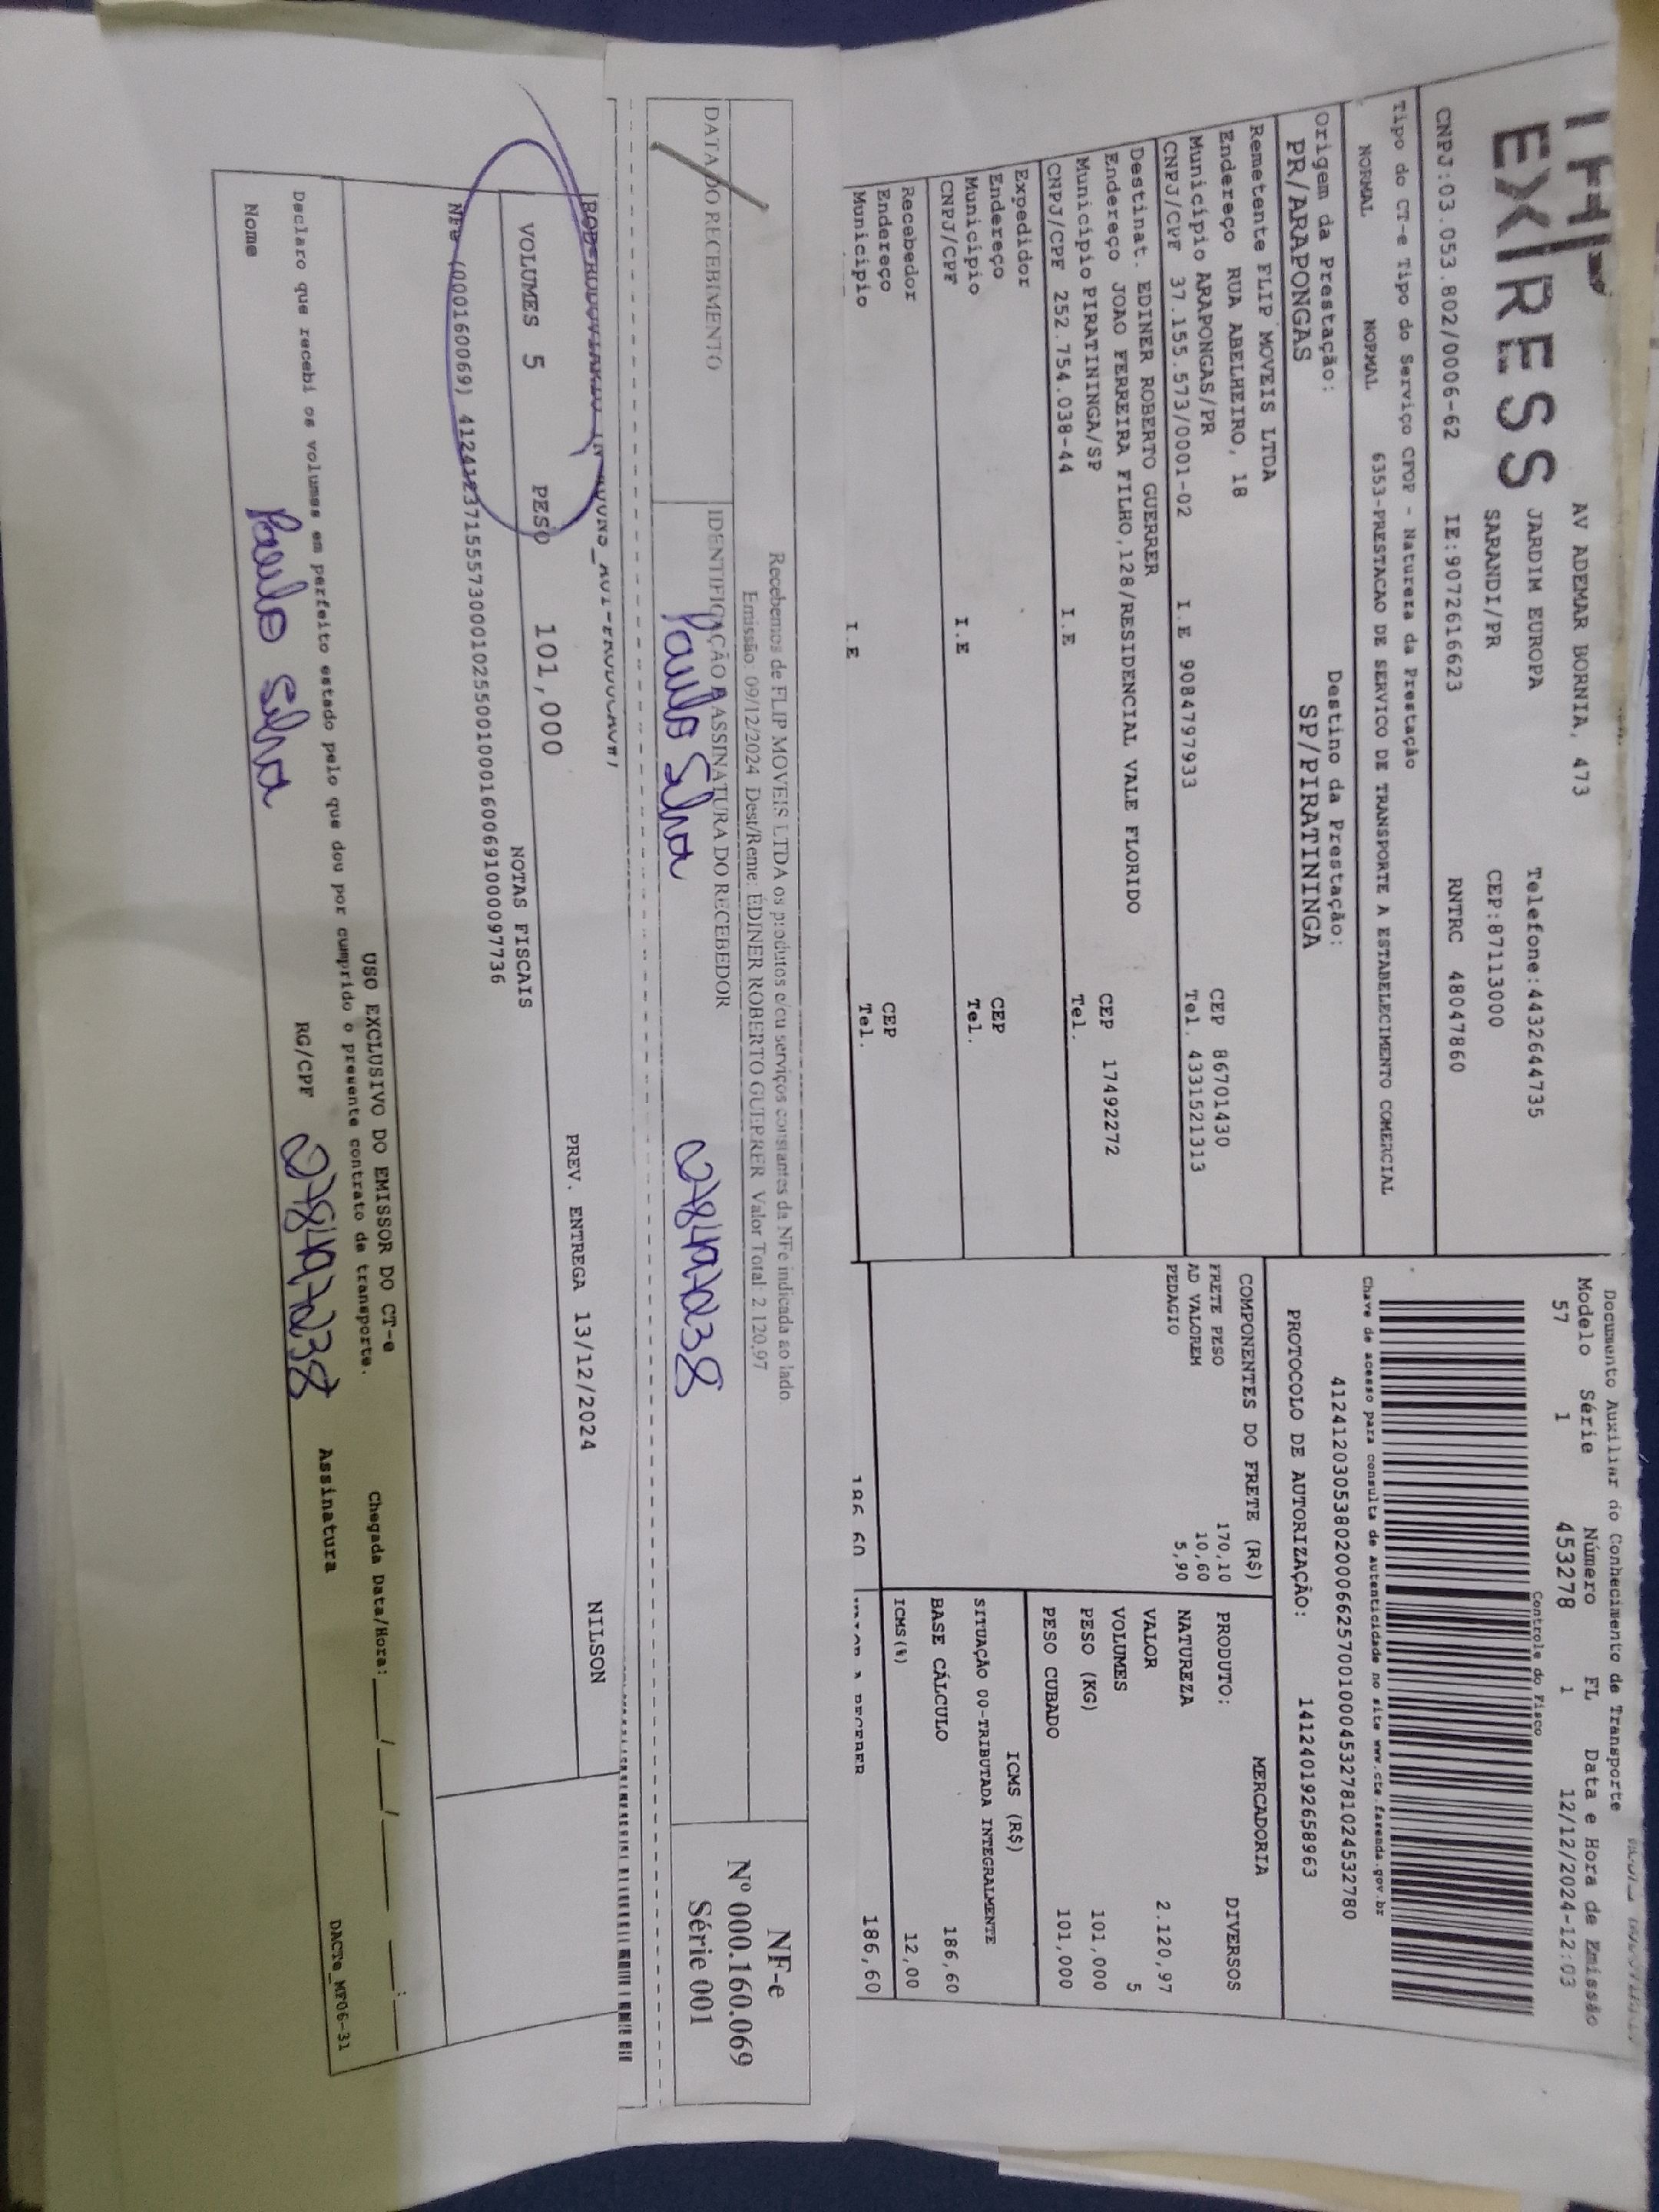 EXPRESS
AV ADEMAR BORNIA, 473
JARDIM EUROPA Telefone:4432644735
SARANDI/PR CEP:87113000
CNPJ:03.053.802/0006-62 IE:9072616623 RNTRC 48047860
Tipo do CT-e Tipo do Serviço CFOP - Natureza da Prestação
NORMAL NORMAL 6353-PRESTACAO DE SERVICO DE TRANSPORTE A ESTABELECIMENTO COMERCIAL
Origem da Prestação: Destino da Prestação:
PR/ARAPONGAS SP/PIRATININGA
Remetente FLIP MOVEIS LTDA
Endereço RUA ABELHEIRO, 18 CEP 86701430
Município ARAPONGAS/PR Tel. 4331521313
CNPJ/CPF 37.155.573/0001-02 I.E 9084797933
Destinat. EDINER ROBERTO GUERRER
Endereço JOAO FERREIRA FILHO,128/RESIDENCIAL VALE FLORIDO CEP 17492272
Município PIRATININGA/SP Tel.
CNPJ/CPF 252.754.038-44 I.E
Expedidor
Endereço CEP
Município Tel.
CNPJ/CPF I.E
Recebedor
Endereço CEP
Município Tel.
I.E
Documento Auxiliar do Conhecimento de Transporte
Modelo Série Número FL Data e Hora de Emissão
57 1 453278 1 12/12/2024-12:03
Controle do Fisco
Chave de acesso para consulta de autenticidade no site www.cte.fazenda.gov.br
41241203053802000662570010004532781024532780
PROTOCOLO DE AUTORIZAÇÃO: 141240192658963
COMPONENTES DO FRETE (R$)
FRETE PESO 170,10
AD VALOREM 10,60
PEDAGIO 5,90
186,60
MERCADORIA
PRODUTO: DIVERSOS
NATUREZA
VALOR 2.120,97
VOLUMES 5
PESO (KG) 101,000
PESO CUBADO 101,000
ICMS (R$)
SITUAÇÃO 00-TRIBUTADA INTEGRALMENTE
BASE CÁLCULO 186,60
ICMS(%) 12,00
186,60
Recebemos de FLIP MOVEIS LTDA os produtos e/ou serviços constantes da NFe indicada ao lado.
Emissão: 09/12/2024 Dest/Reme: EDINER ROBERTO GUERRER Valor Total: 2.120,97
DATA DO RECEBIMENTO IDENTIFICAÇÃO E ASSINATURA DO RECEBEDOR
Paulo Silva
NF-e
Nº 000.160.069
Série 001
VOLUMES 5 PESO 101,000 PREV. ENTREGA 13/12/2024 NILSON
NOTAS FISCAIS
NFe (000160069) 41241237155573000102550010001600691000097736
USO EXCLUSIVO DO EMISSOR DO CT-e
Declaro que recebi os volumes em perfeito estado pelo que dou por cumprido o presente contrato de transporte. Chegada Data/Hora: ___/___/_____ ___:___
Nome Paulo Silva RG/CPF Assinatura
DACTe_MF06-31